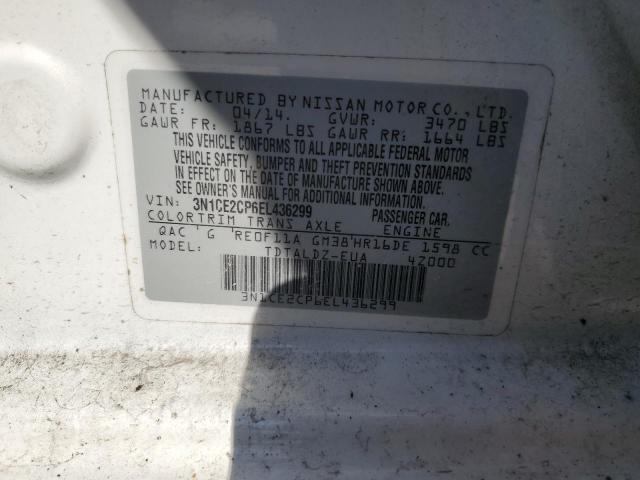 MANUFACTURED BY NISSAN MOTOR CO., LTD.
DATE: 04/14. GVWR: 3470 LBS
GAWR FR: 1867 LBS GAWR RR: 1664 LBS
THIS VEHICLE CONFORMS TO ALL APPLICABLE FEDERAL MOTOR
VEHICLE SAFETY, BUMPER AND THEFT PREVENTION STANDARDS
IN EFFECT ON THE DATE OF MANUFACTURE SHOWN ABOVE.
SEE OWNER'S MANUAL FOR ADDITIONAL INFORMATION.
VIN: 3N1CE2CP6EL436299 PASSENGER CAR.
COLOR TRIM TRANS AXLE ENGINE
QAC ' G 'RE0F11A GM38'HR16DE 1598 CC
MODEL: TDTALDZ-EUA 4Z000
3N1CE2CP6EL436299